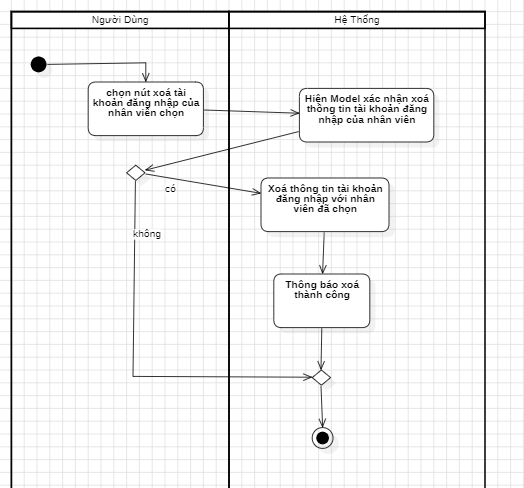 Người Dùng
Hệ Thống
chọn nút xoá tài
khoản đăng nhập của
nhân viên chọn
Hiện Model xác nhận xoá
thông tin tài khoản đăng
nhập của nhân viên
có
Xoá thông tin tài khoản
đăng nhập với nhân
viên đã chọn
không
Thông báo xoá
thành công